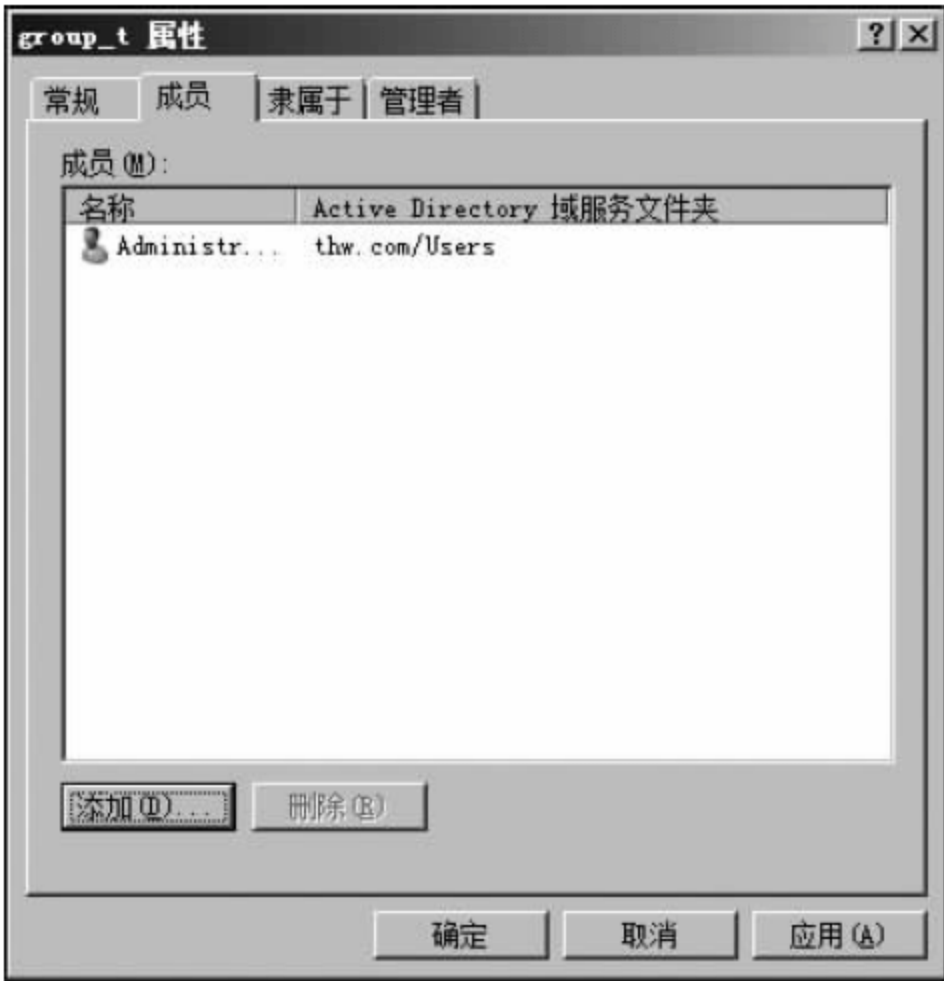 group_t 属性
常规 成员 隶属于 管理者
成员(M):
名称 Active Directory 域服务文件夹
Administr... thw.com/Users
添加(D)... 删除(R)
确定 取消 应用(A)